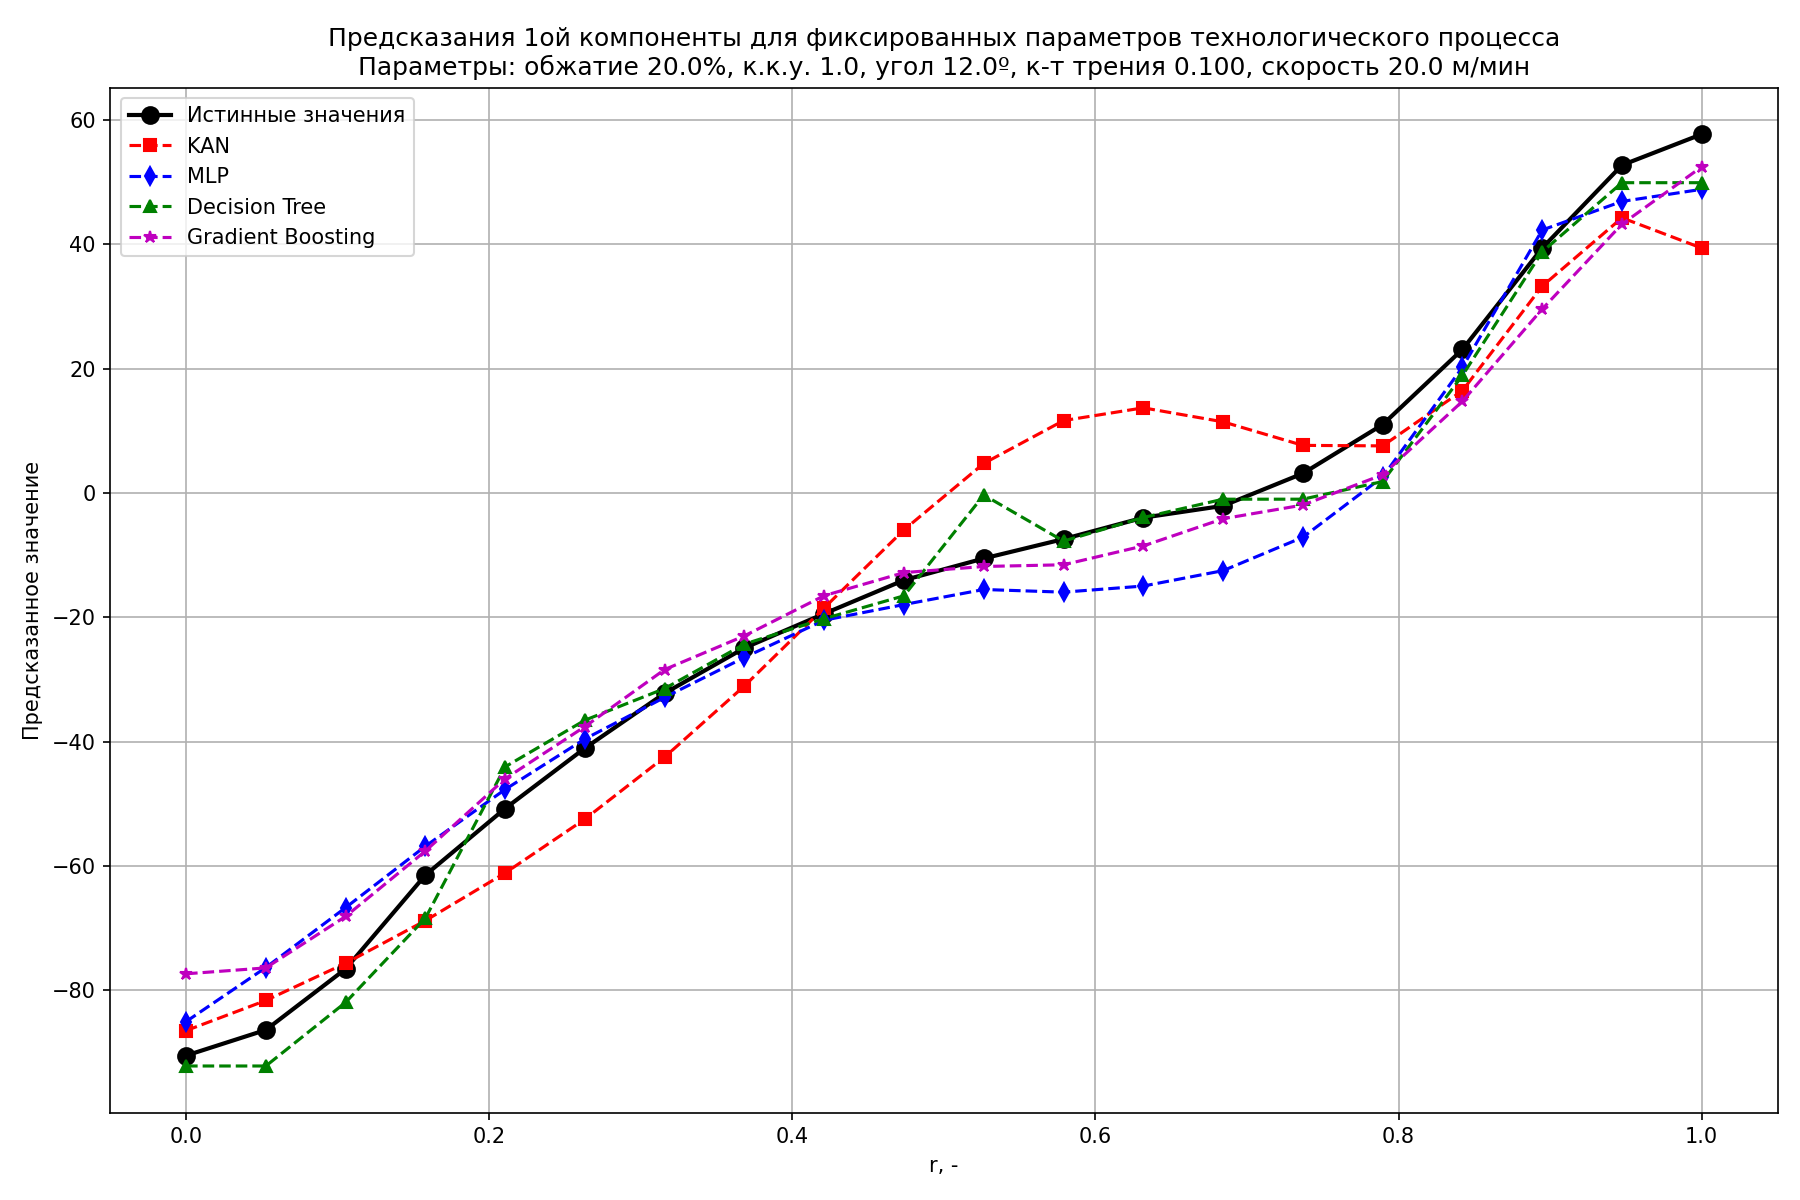 Предсказания 1ой компоненты для фиксированных параметров технологического процесса
Параметры: обжатие 20.0%, к.к.у. 1.0, угол 12.0º, к-т трения 0.100, скорость 20.0 м/мин
Истинные значения
KAN
MLP
Decision Tree
Gradient Boosting
Предсказанное значение
60
40
20
0
−20
−40
−60
−80
0.0
0.2
0.4
0.6
0.8
1.0
r, -